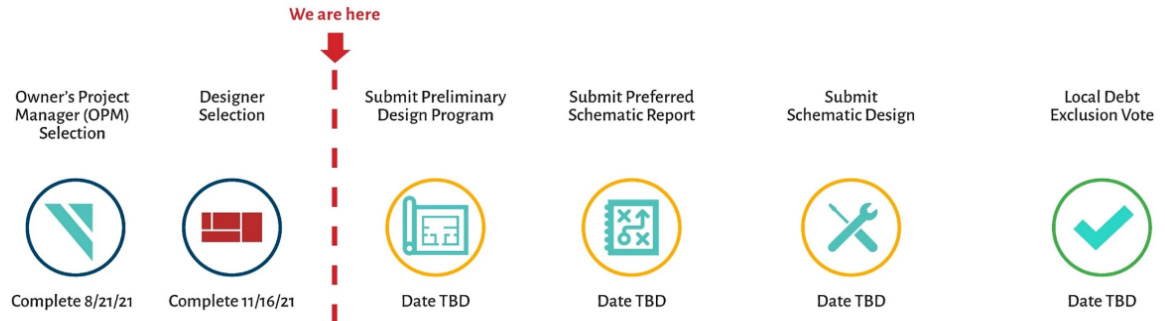 We are here
Owner's Project
Manager (OPM)
Selection
Designer
Selection
Submit Preliminary
Design Program
Submit Preferred
Schematic Report
Submit
Schematic Design
Local Debt
Exclusion Vote
Complete 8/21/21
Complete 11/16/21
Date TBD
Date TBD
Date TBD
Date TBD